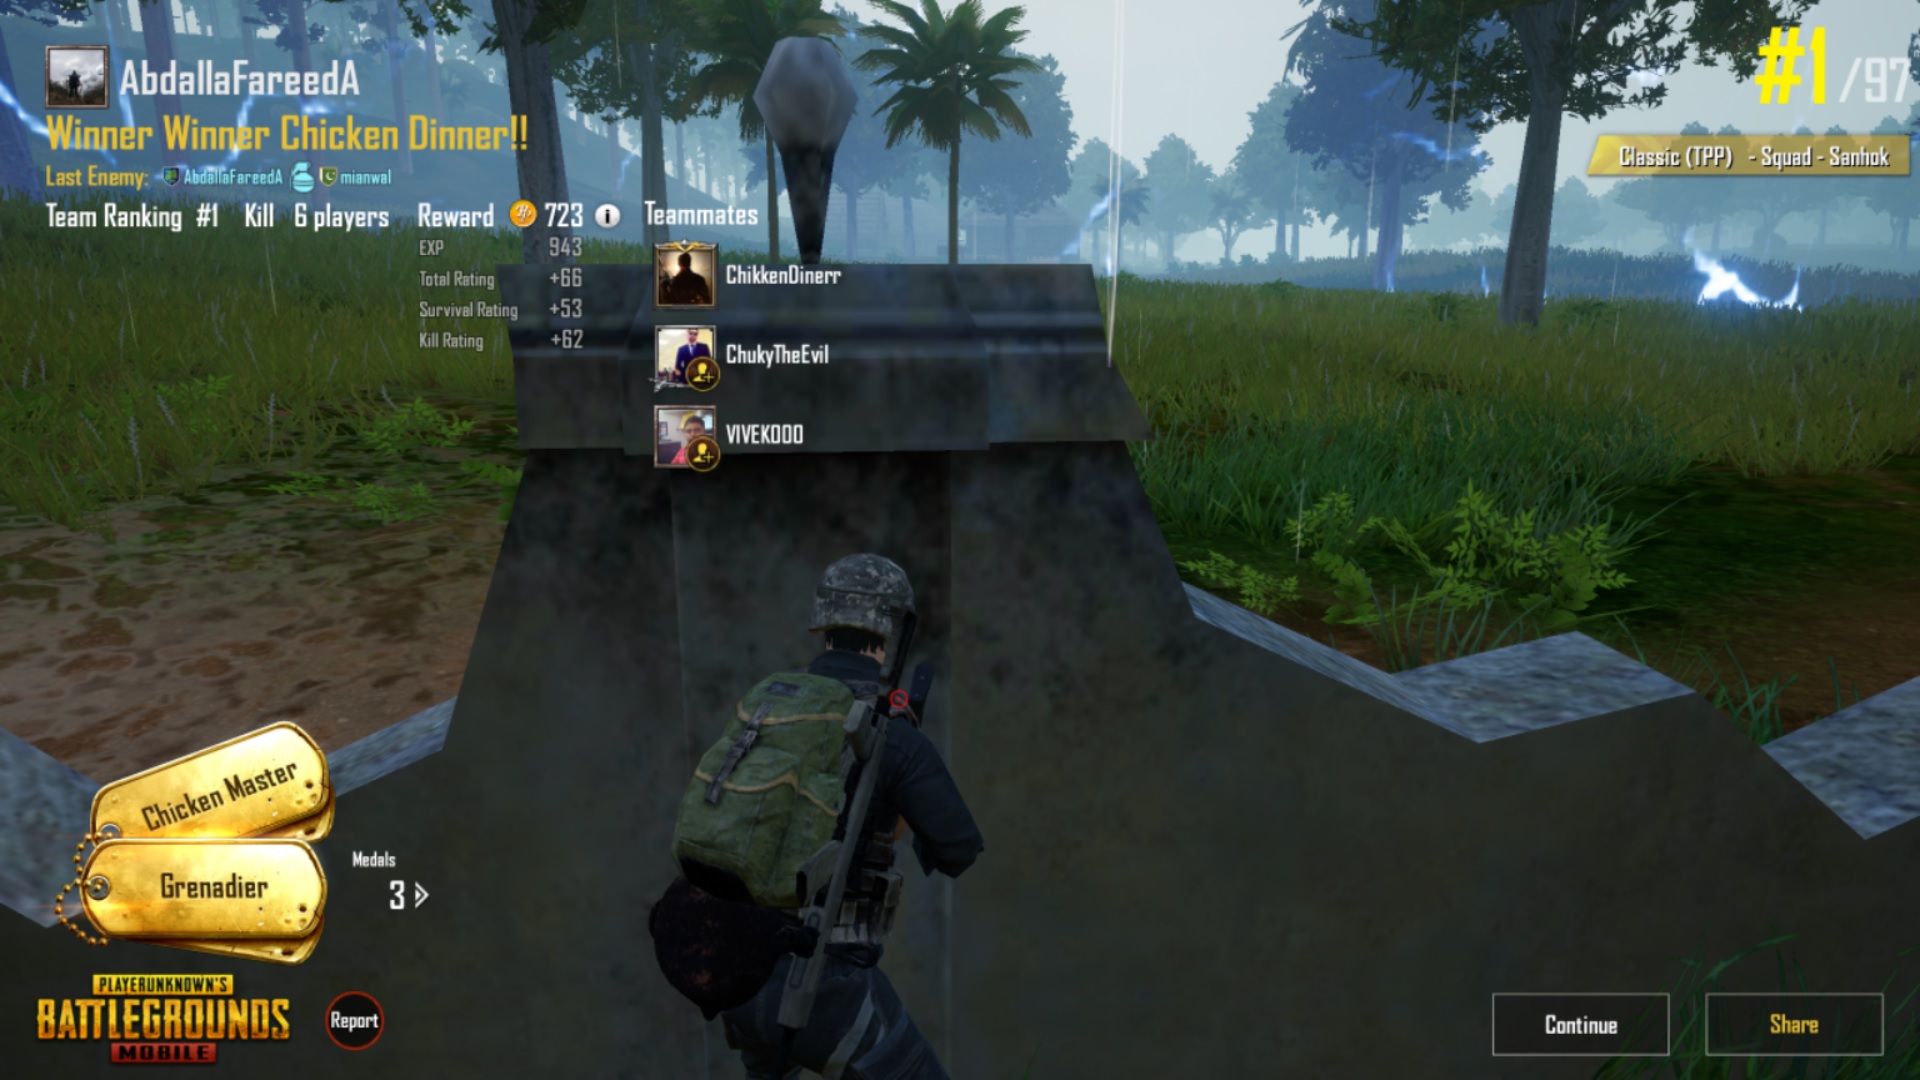 AbdallaFareedA
Winner Winner Chicken Dinner!!
Last Enemy: AbdallaFareedA mianwal
Team Ranking #1 Kill 6 players Reward 723 i Teammates
EXP 943
Total Rating +66
Survival Rating +53
Kill Rating +62
ChikkenDinerr
ChukyTheEvil
VIVEKOOO
#1/97
Classic (TPP) - Squad - Sanhok
Chicken Master
Grenadier
Medals
3
PLAYERUNKNOWN'S
BATTLEGROUNDS
MOBILE
Report
Continue
Share